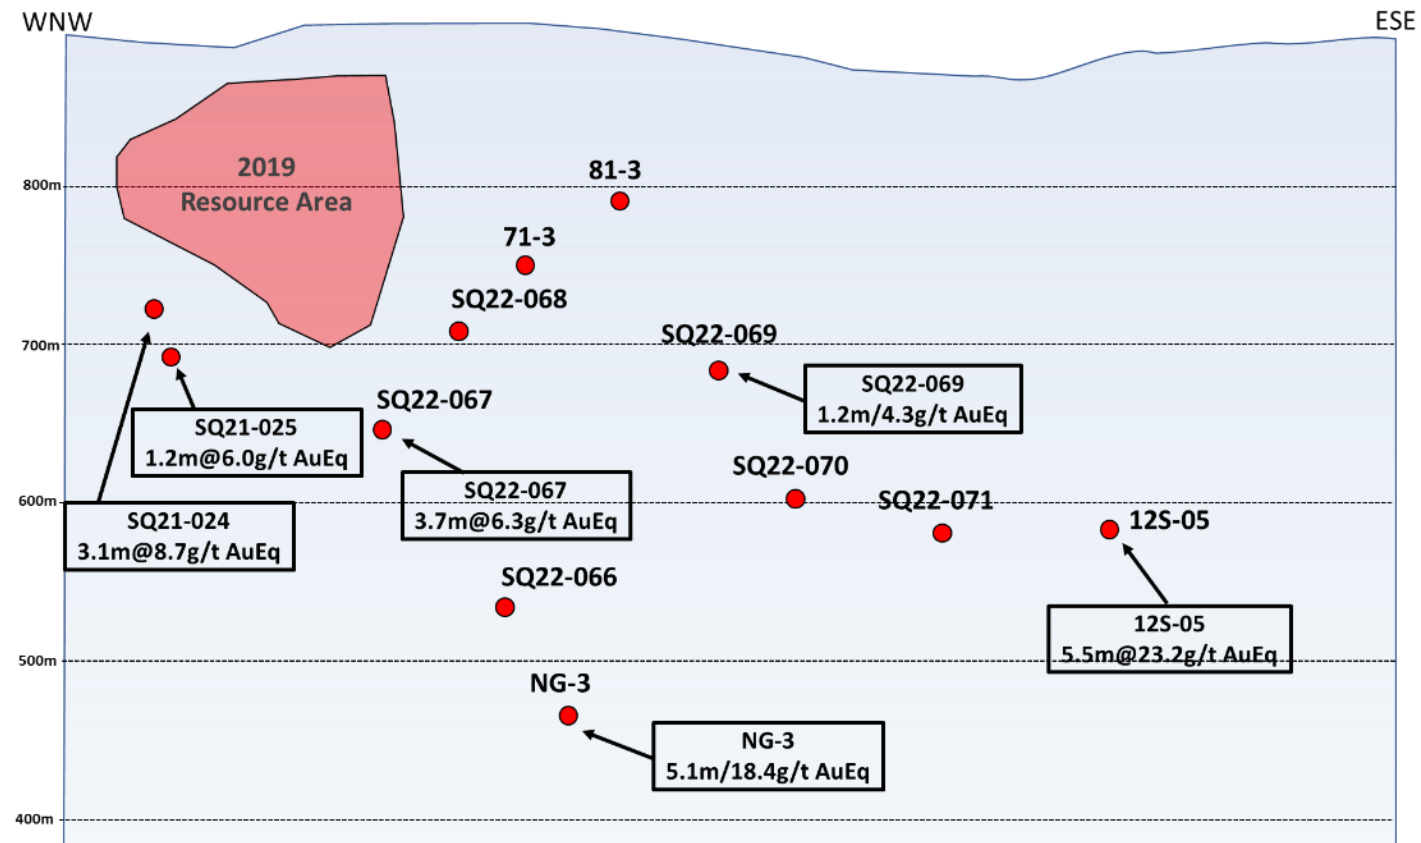 WNW
ESE
2019
Resource Area
81-3
800m
71-3
SQ22-068
SQ22-069
700m
SQ22-069
1.2m/4.3g/t AuEq
SQ22-067
SQ21-025
1.2m@6.0g/t AuEq
SQ22-070
SQ22-067
3.7m@6.3g/t AuEq
SQ22-071
600m
SQ21-024
3.1m@8.7g/t AuEq
12S-05
SQ22-066
12S-05
5.5m@23.2g/t AuEq
500m
NG-3
NG-3
5.1m/18.4g/t AuEq
400m